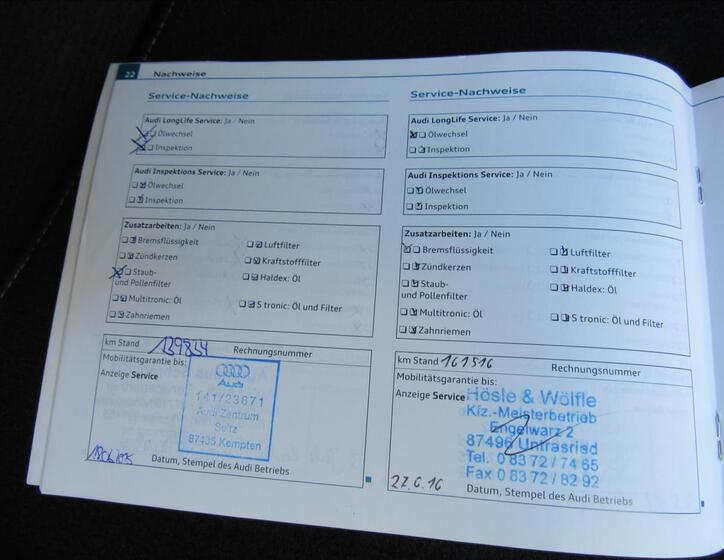 22 Nachweise
Service-Nachweise
Audi LongLife Service: Ja / Nein
Ölwechsel
Inspektion
Audi Inspektions Service: Ja / Nein
Ölwechsel
Inspektion
Zusatzarbeiten: Ja / Nein
Bremsflüssigkeit
Luftfilter
Zündkerzen
Kraftstofffilter
Staub-
und Pollenfilter
Haldex: Öl
Multitronic: Öl
S tronic: Öl und Filter
Zahnriemen
km Stand 139834 Rechnungsnummer
Mobilitätsgarantie bis:
Anzeige Service
Audi
141/23671
Audi Zentrum
Seitz
87435 Kempten
Datum, Stempel des Audi Betriebs
Service-Nachweise
Audi LongLife Service: Ja / Nein
Ölwechsel
Inspektion
Audi Inspektions Service: Ja / Nein
Ölwechsel
Inspektion
Zusatzarbeiten: Ja / Nein
Bremsflüssigkeit
Luftfilter
Zündkerzen
Kraftstofffilter
Staub-
und Pollenfilter
Haldex: Öl
Multitronic: Öl
S tronic: Öl und Filter
Zahnriemen
km Stand 161516 Rechnungsnummer
Mobilitätsgarantie bis:
Anzeige Service
Hösle & Wölfle
Kfz.-Meisterbetrieb
Engelwarz 2
87496 Untrasried
Tel. 0 83 72 / 74 65
Fax 0 83 72 / 82 92
27.6.16
Datum, Stempel des Audi Betriebs